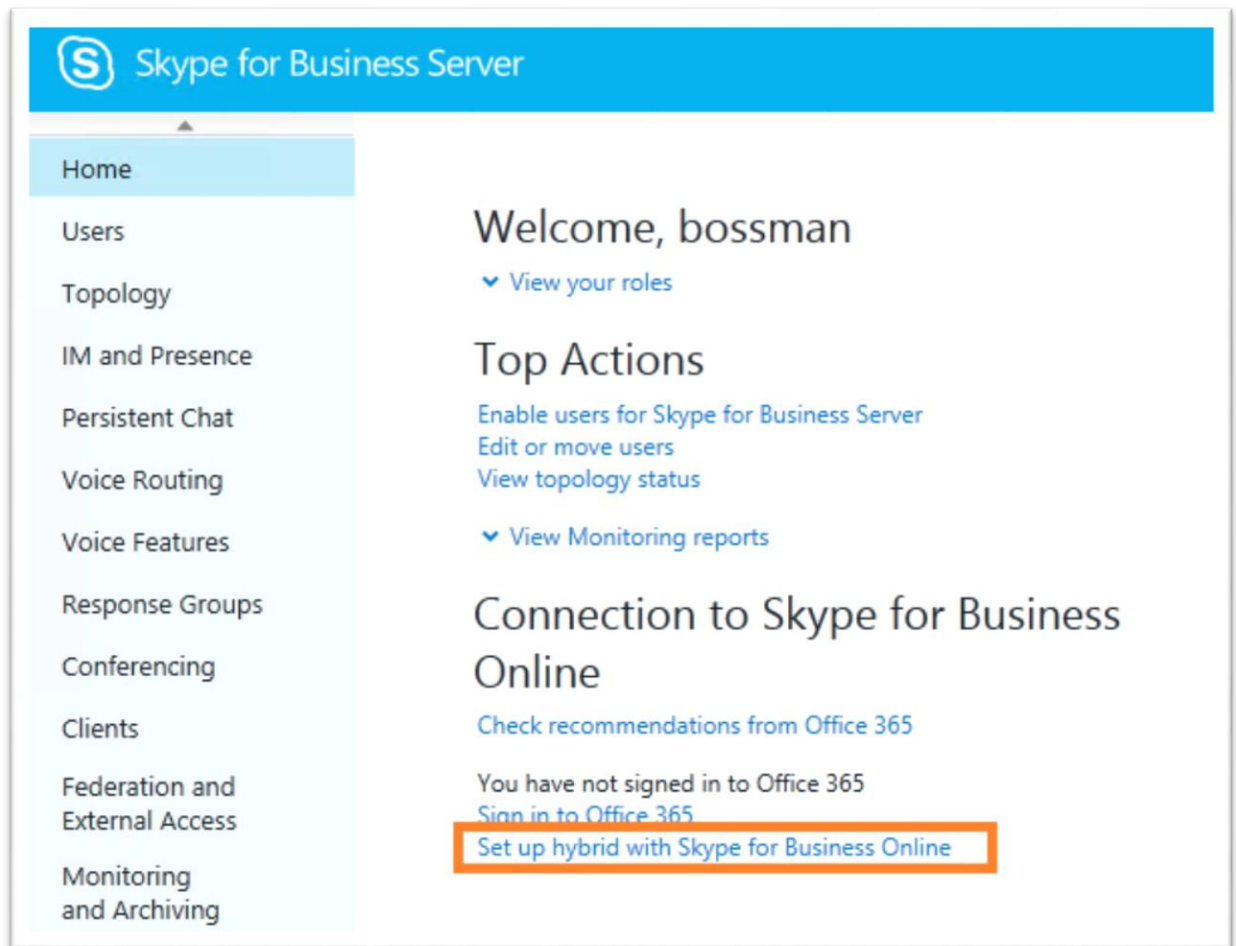 Skype for Business Server
Home
Users
Topology
IM and Presence
Persistent Chat
Voice Routing
Voice Features
Response Groups
Conferencing
Clients
Federation and
External Access
Monitoring
and Archiving
Welcome, bossman
View your roles
Top Actions
Enable users for Skype for Business Server
Edit or move users
View topology status
View Monitoring reports
Connection to Skype for Business
Online
Check recommendations from Office 365
You have not signed in to Office 365
Sign in to Office 365
Set up hybrid with Skype for Business Online